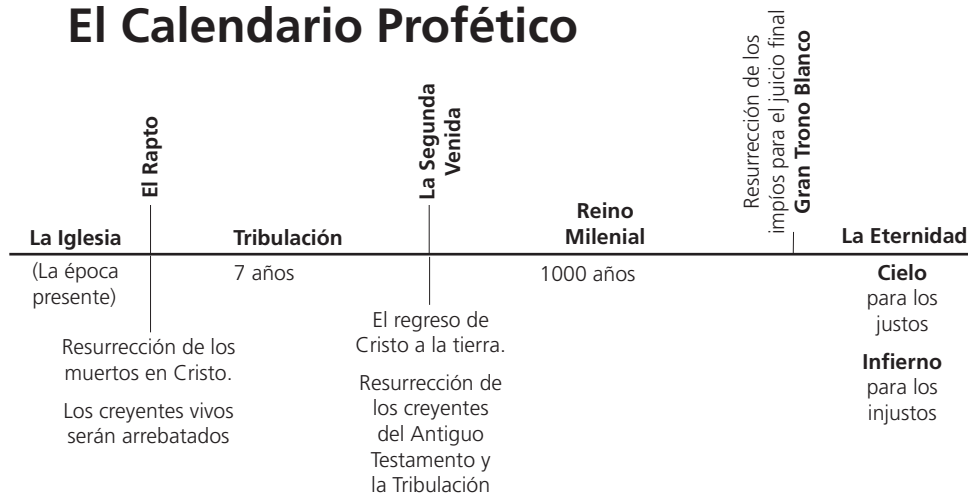 El Calendario Profético
El Rapto
La Segunda
Venida
Resurrección de los
impíos para el juicio final
Gran Trono Blanco
La Iglesia
Tribulación
Reino
Milenial
La Eternidad
(La época
presente)
7 años
1000 años
Cielo
para los
justos
Infierno
para los
injustos
Resurrección de los
muertos en Cristo.
Los creyentes vivos
serán arrebatados
El regreso de
Cristo a la tierra.
Resurrección de
los creyentes
del Antiguo
Testamento y
la Tribulación